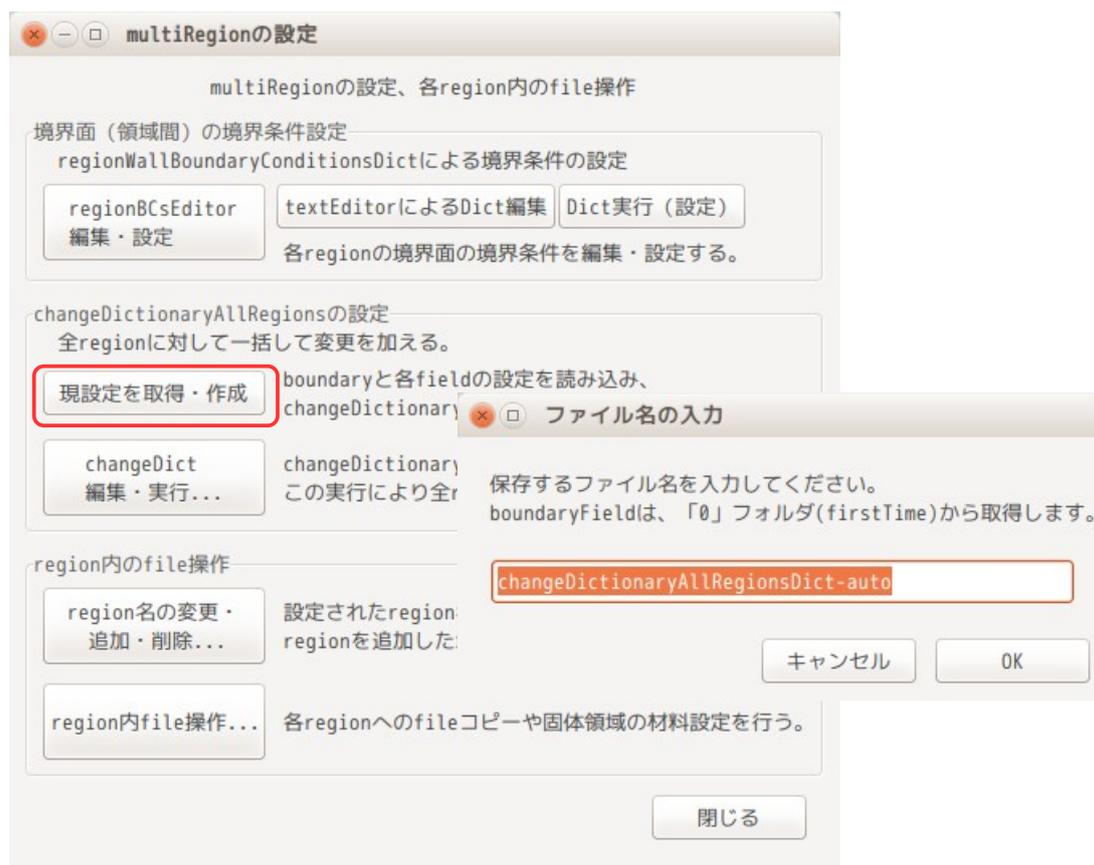 multiRegionの設定
multiRegionの設定、各region内のfile操作
境界面（領域間）の境界条件設定
regionWallBoundaryConditionsDictによる境界条件の設定
regionBCsEditor
編集・設定
textEditorによるDict編集
Dict実行（設定）
各regionの境界面の境界条件を編集・設定する。
changeDictionaryAllRegionsの設定
全regionに対して一括して変更を加える。
現設定を取得・作成
boundaryと各fieldの設定を読み込み、
changeDictionary
changeDict
編集・実行...
changeDictionary
この実行により全r
region内のfile操作
region名の変更・
追加・削除...
設定されたregion
regionを追加した
region内file操作...
各regionへのfileコピーや固体領域の材料設定を行う。
閉じる
ファイル名の入力
保存するファイル名を入力してください。
boundaryFieldは、「0」フォルダ(firstTime)から取得します。
changeDictionaryAllRegionsDict-auto
キャンセル
OK